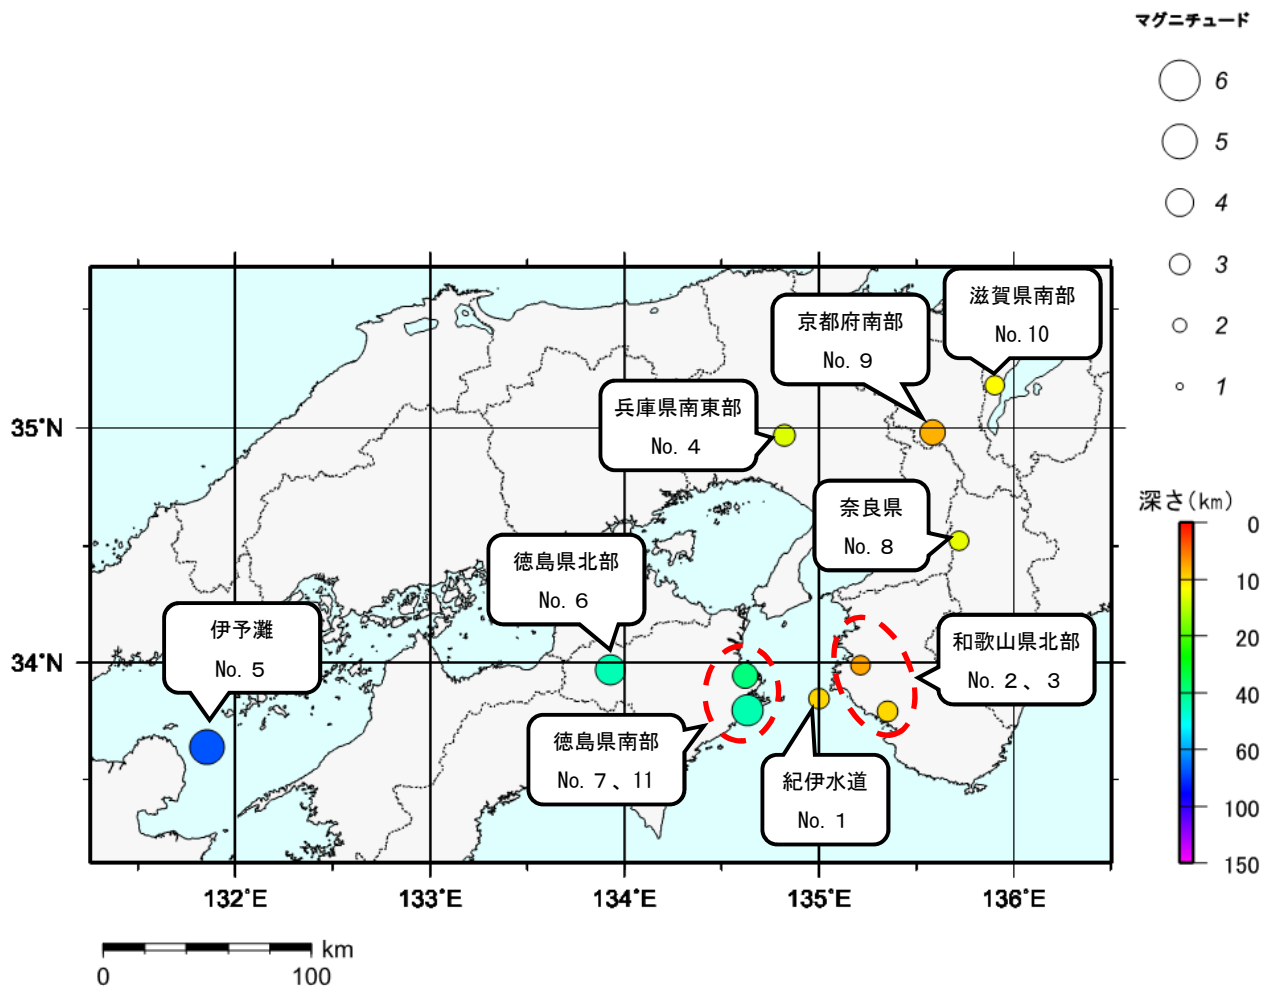 マグニチュード
6
5
4
3
2
1
滋賀県南部
No. 10
京都府南部
No. 9
兵庫県南東部
No. 4
35°N
深さ(km)
0
10
20
30
40
60
100
150
奈良県
No. 8
徳島県北部
No. 6
伊予灘
No. 5
和歌山県北部
No. 2、3
34°N
徳島県南部
No. 7、11
紀伊水道
No. 1
132°E
133°E
134°E
135°E
136°E
km
0
100